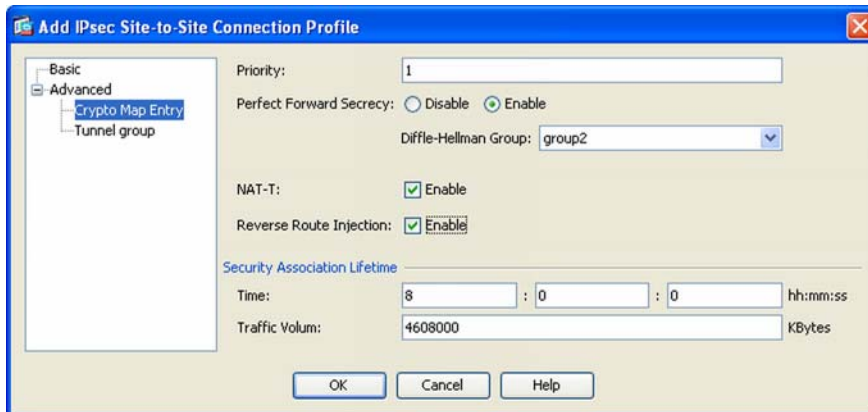 Add IPsec Site-to-Site Connection Profile
Basic
Advanced
Crypto Map Entry
Tunnel group
Priority: 1
Perfect Forward Secrecy: Disable Enable
Diffle-Hellman Group: group2
NAT-T: Enable
Reverse Route Injection: Enable
Security Association Lifetime
Time: 8 : 0 : 0 hh:mm:ss
Traffic Volum: 4608000 KBytes
OK Cancel Help